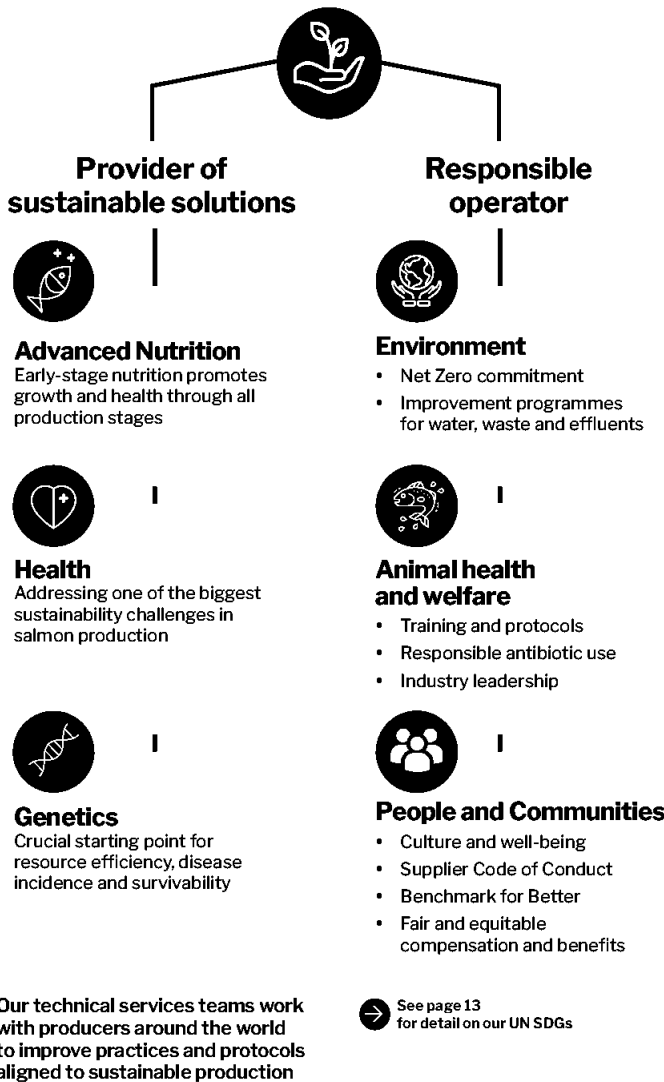 Provider of
sustainable solutions
Advanced Nutrition
Early-stage nutrition promotes
growth and health through all
production stages
Health
Addressing one of the biggest
sustainability challenges in
salmon production
Genetics
Crucial starting point for
resource efficiency, disease
incidence and survivability
Our technical services teams work
with producers around the world
to improve practices and protocols
aligned to sustainable production
Responsible
operator
Environment
• Net Zero commitment
• Improvement programmes
for water, waste and effluents
Animal health
and welfare
• Training and protocols
• Responsible antibiotic use
• Industry leadership
People and Communities
• Culture and well-being
• Supplier Code of Conduct
• Benchmark for Better
• Fair and equitable
compensation and benefits
See page 13
for detail on our UN SDGs